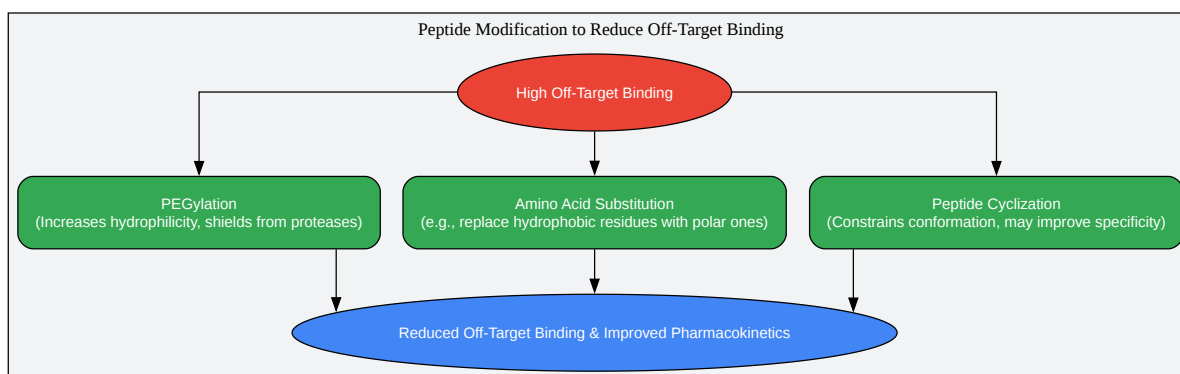 Peptide Modification to Reduce Off-Target Binding
High Off-Target Binding
PEGylation
(Increases hydrophilicity, shields from proteases)
Amino Acid Substitution
(e.g., replace hydrophobic residues with polar ones)
Peptide Cyclization
(Constrains conformation, may improve specificity)
Reduced Off-Target Binding & Improved Pharmacokinetics